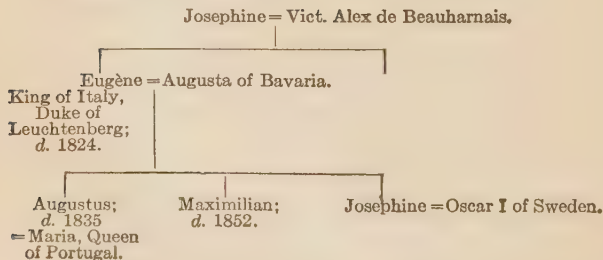 Josephine = Vict. Alex de Beauharnais.
Eugène = Augusta of Bavaria.
King of Italy,
Duke of
Leuchtenberg;
d. 1824.
Augustus;
d. 1835
= Maria, Queen
of Portugal.
Maximilian;
d. 1852.
Josephine = Oscar I of Sweden.